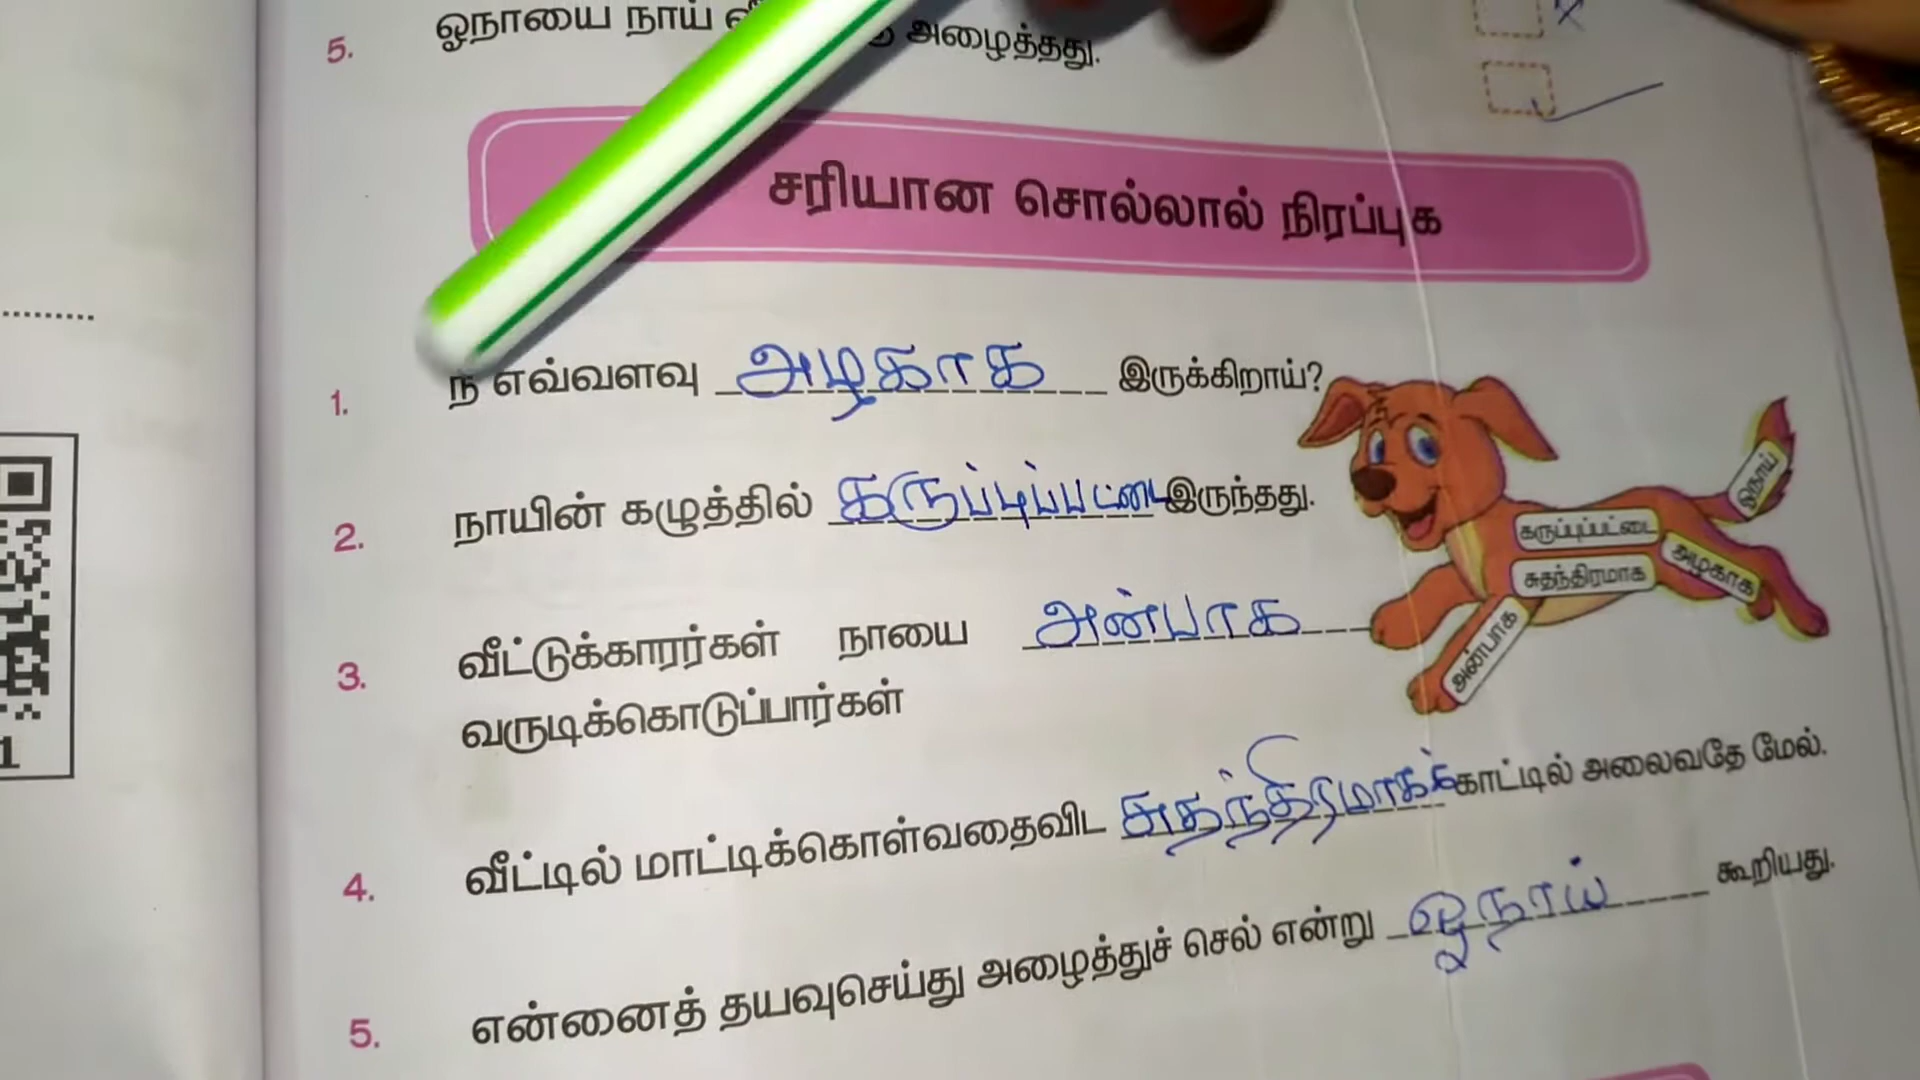 5. ஓநாயை நாய் அழைத்தது.
சரியான சொல்லால் நிரப்புக
1. நீ எவ்வளவு அழகாக இருக்கிறாய்?
2. நாயின் கழுத்தில் கருப்புப்பட்டை இருந்தது.
3. வீட்டுக்காரர்கள் நாயை அன்பாக
வருடிக்கொடுப்பார்கள்
4. வீட்டில் மாட்டிக்கொள்வதைவிட சுதந்திரமாகக் காட்டில் அலைவதே மேல்.
5. என்னைத் தயவுசெய்து அழைத்துச் செல் என்று ஓநாய் கூறியது.
ஓநாய்
கருப்புப்பட்டை
அழகாக
சுதந்திரமாக
அன்பாக
1